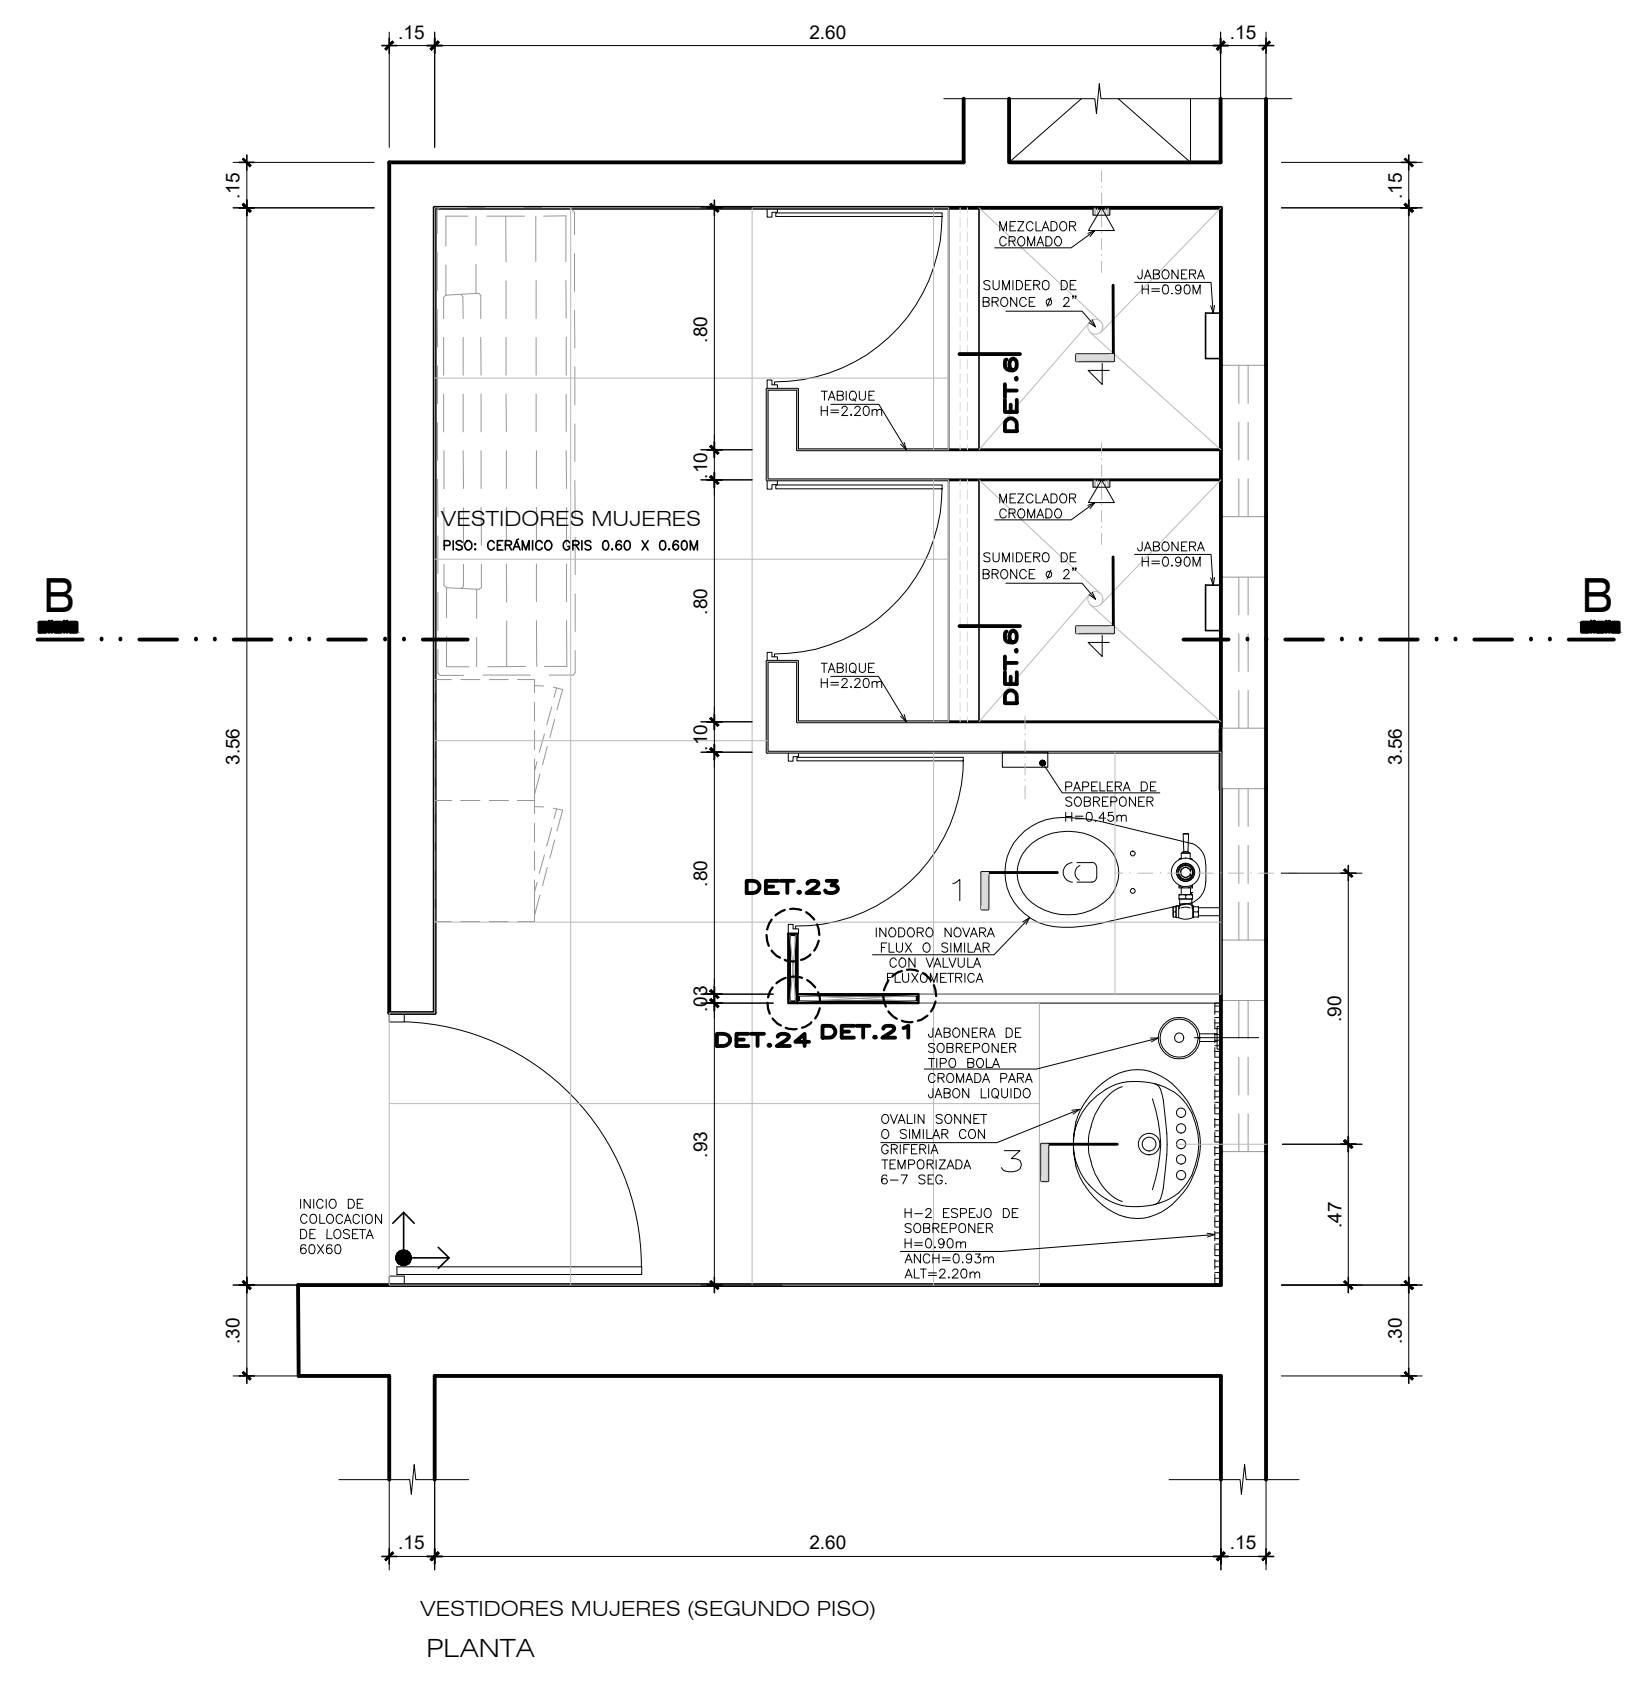 .15
2.60
.15
.15
.15
MEZCLADOR
CROMADO
SUMIDERO DE
BRONCE ø 2"
JABONERA
H=0.90M
.80
4
DET.6
TABIQUE
H=2.20m
.10
MEZCLADOR
CROMADO
VESTIDORES MUJERES
PISO: CERÁMICO GRIS 0.60 X 0.60M
SUMIDERO DE
BRONCE ø 2"
JABONERA
H=0.90M
B
B
.80
4
DET.6
TABIQUE
H=2.20m
3.56
.10
3.56
PAPELERA DE
SOBREPONER
H=0.45m
.80
DET.23
1
INODORO NOVARA
FLUX O SIMILAR
CON VALVULA
FLUXOMETRICA
.03
.90
DET.24
DET.21
JABONERA DE
SOBREPONER
TIPO BOLA
CROMADA PARA
JABON LIQUIDO
OVALIN SONNET
O SIMILAR CON
GRIFERIA
TEMPORIZADA
6-7 SEG.
.93
3
INICIO DE
COLOCACION
DE LOSETA
60X60
H-2 ESPEJO DE
SOBREPONER
H=0.90m
ANCH=0.93m
ALT=2.20m
.47
.30
.30
.15
2.60
.15
VESTIDORES MUJERES (SEGUNDO PISO)
PLANTA